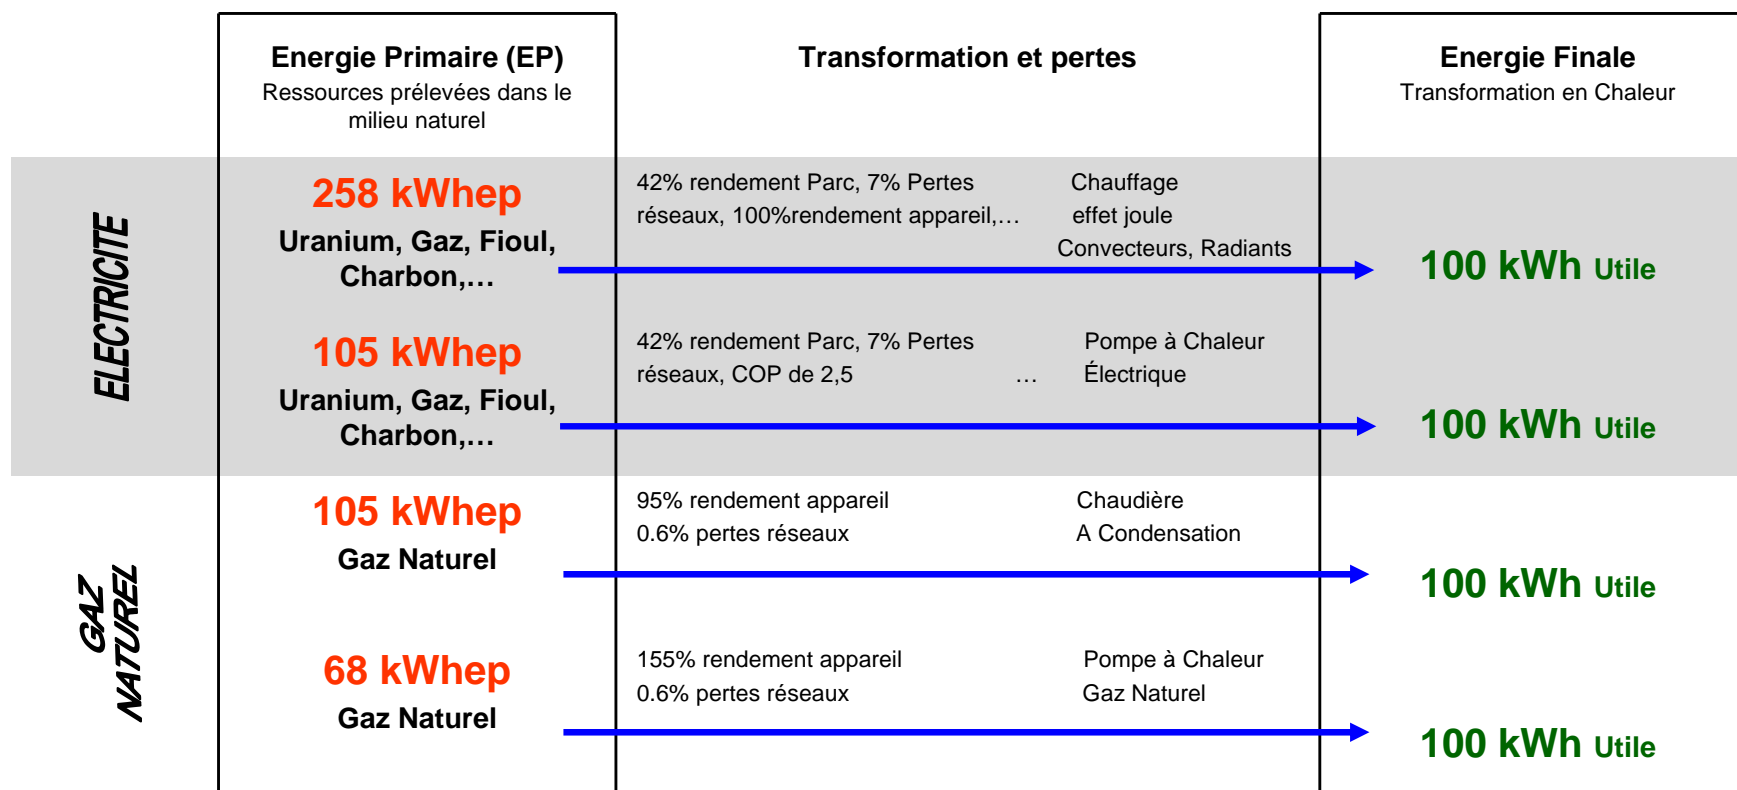 Energie Primaire (EP)
Ressources prélevées dans le
milieu naturel
Transformation et pertes
Energie Finale
Transformation en Chaleur
ELECTRICITE
258 kWhep
Uranium, Gaz, Fioul,
Charbon,…
42% rendement Parc, 7% Pertes
réseaux, 100%rendement appareil,…
Chauffage
effet joule
Convecteurs, Radiants
100 kWh Utile
105 kWhep
Uranium, Gaz, Fioul,
Charbon,…
42% rendement Parc, 7% Pertes
réseaux, COP de 2,5 …
Pompe à Chaleur
Électrique
100 kWh Utile
GAZ
NATUREL
105 kWhep
Gaz Naturel
95% rendement appareil
0.6% pertes réseaux
Chaudière
A Condensation
100 kWh Utile
68 kWhep
Gaz Naturel
155% rendement appareil
0.6% pertes réseaux
Pompe à Chaleur
Gaz Naturel
100 kWh Utile